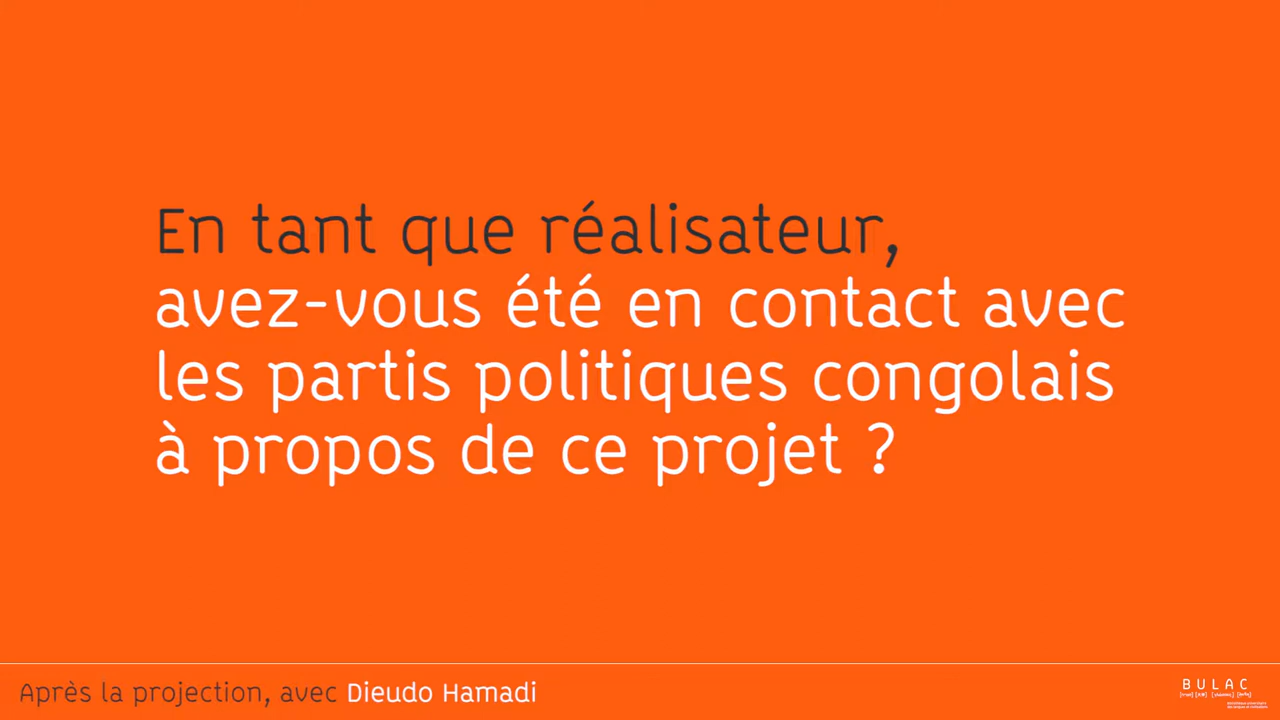 En tant que réalisateur,
avez-vous été en contact avec
les partis politiques congolais
à propos de ce projet ?
Après la projection, avec Dieudo Hamadi
BULAC